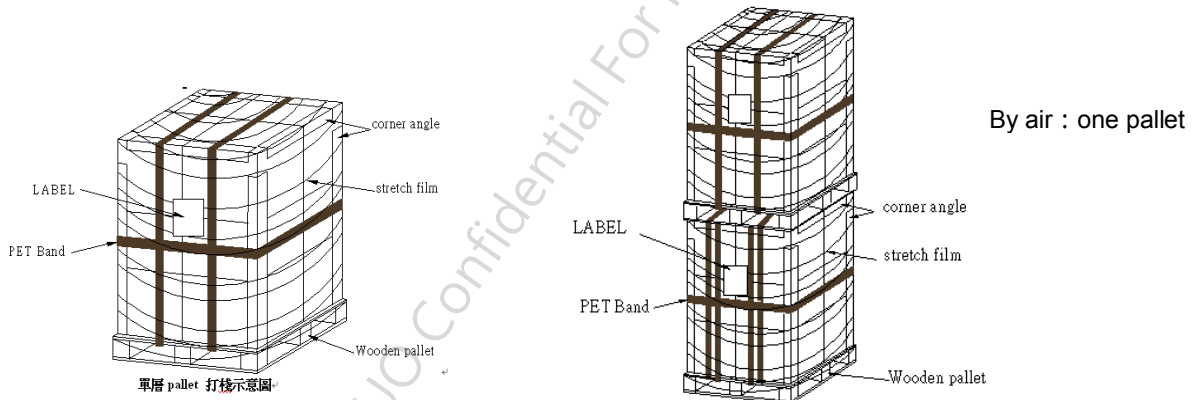 corner angle
LABEL
stretch film
PET Band
Wooden pallet
單層 pallet 打棧示意圖
By air：one pallet
corner angle
LABEL
stretch film
PET Band
Wooden pallet
UO Confidential For